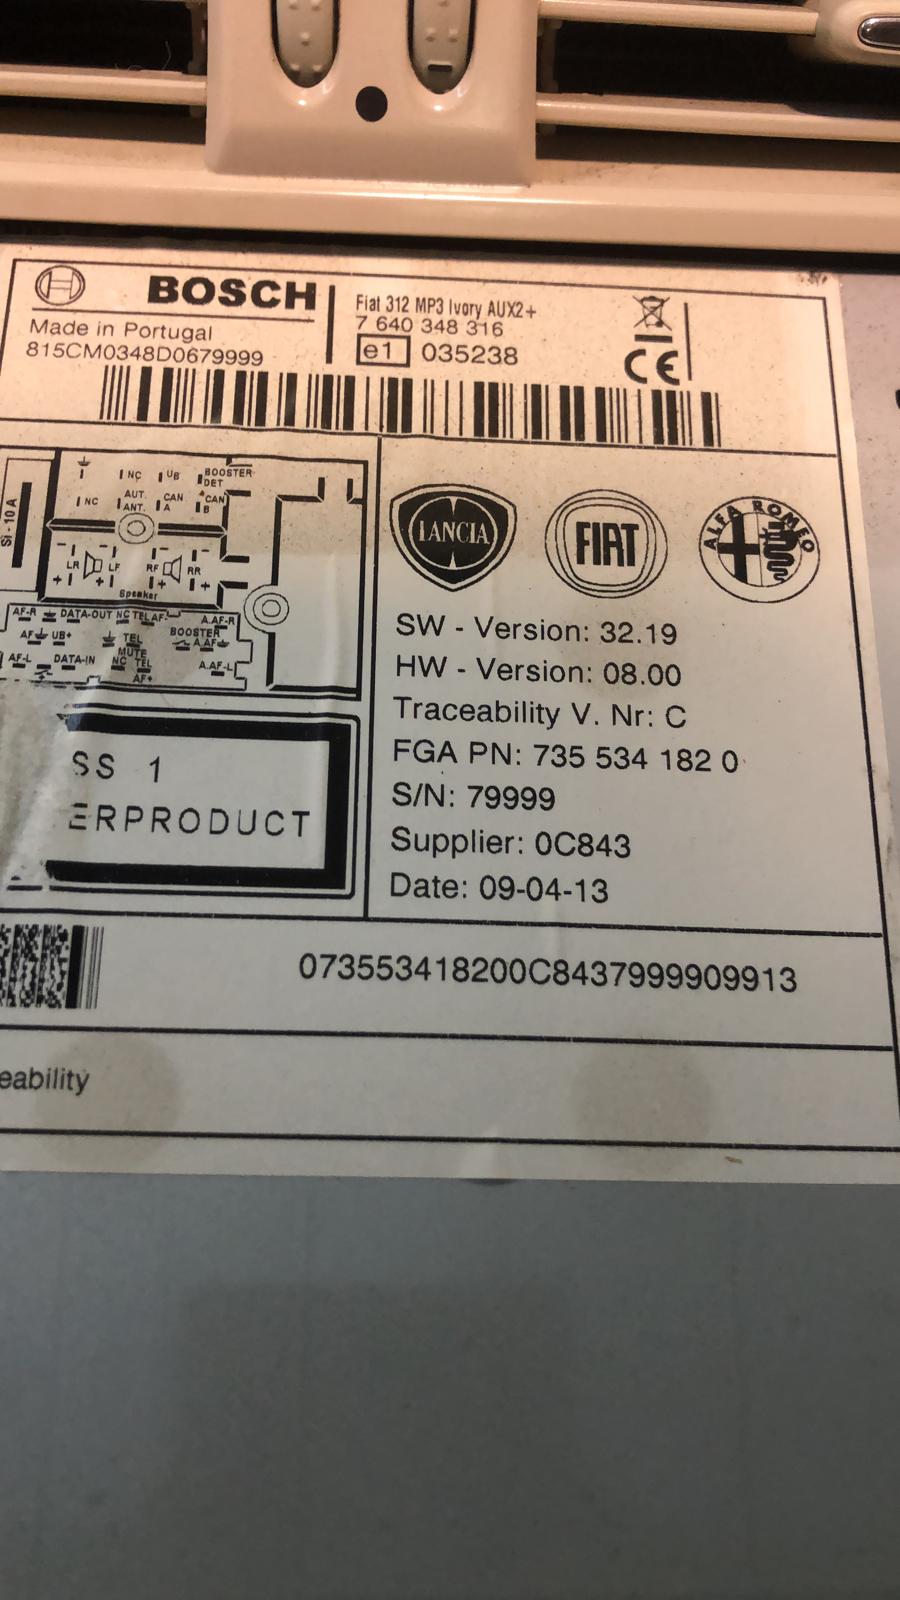 BOSCH
Made in Portugal
815CM0348D0679999
Fiat 312 MP3 Ivory AUX2+
7 640 348 316
e1 035238
CE
NC UB BOOSTER
DET
NC AUT. ANT. CAN A CAN B
Si - 10 A
LR LF RF RR
Speaker
AF-R DATA-OUT NC TEL AF- A.AF-R
AF UB+ TEL MUTE BOOSTER A.AF
AF-L DATA-IN NC TEL AF+ A.AF-L
LANCIA
FIAT
ALFA ROMEO
SW - Version: 32.19
HW - Version: 08.00
Traceability V. Nr: C
FGA PN: 735 534 182 0
S/N: 79999
Supplier: 0C843
Date: 09-04-13
SS 1
ERPRODUCT
073553418200C8437999909913
eability